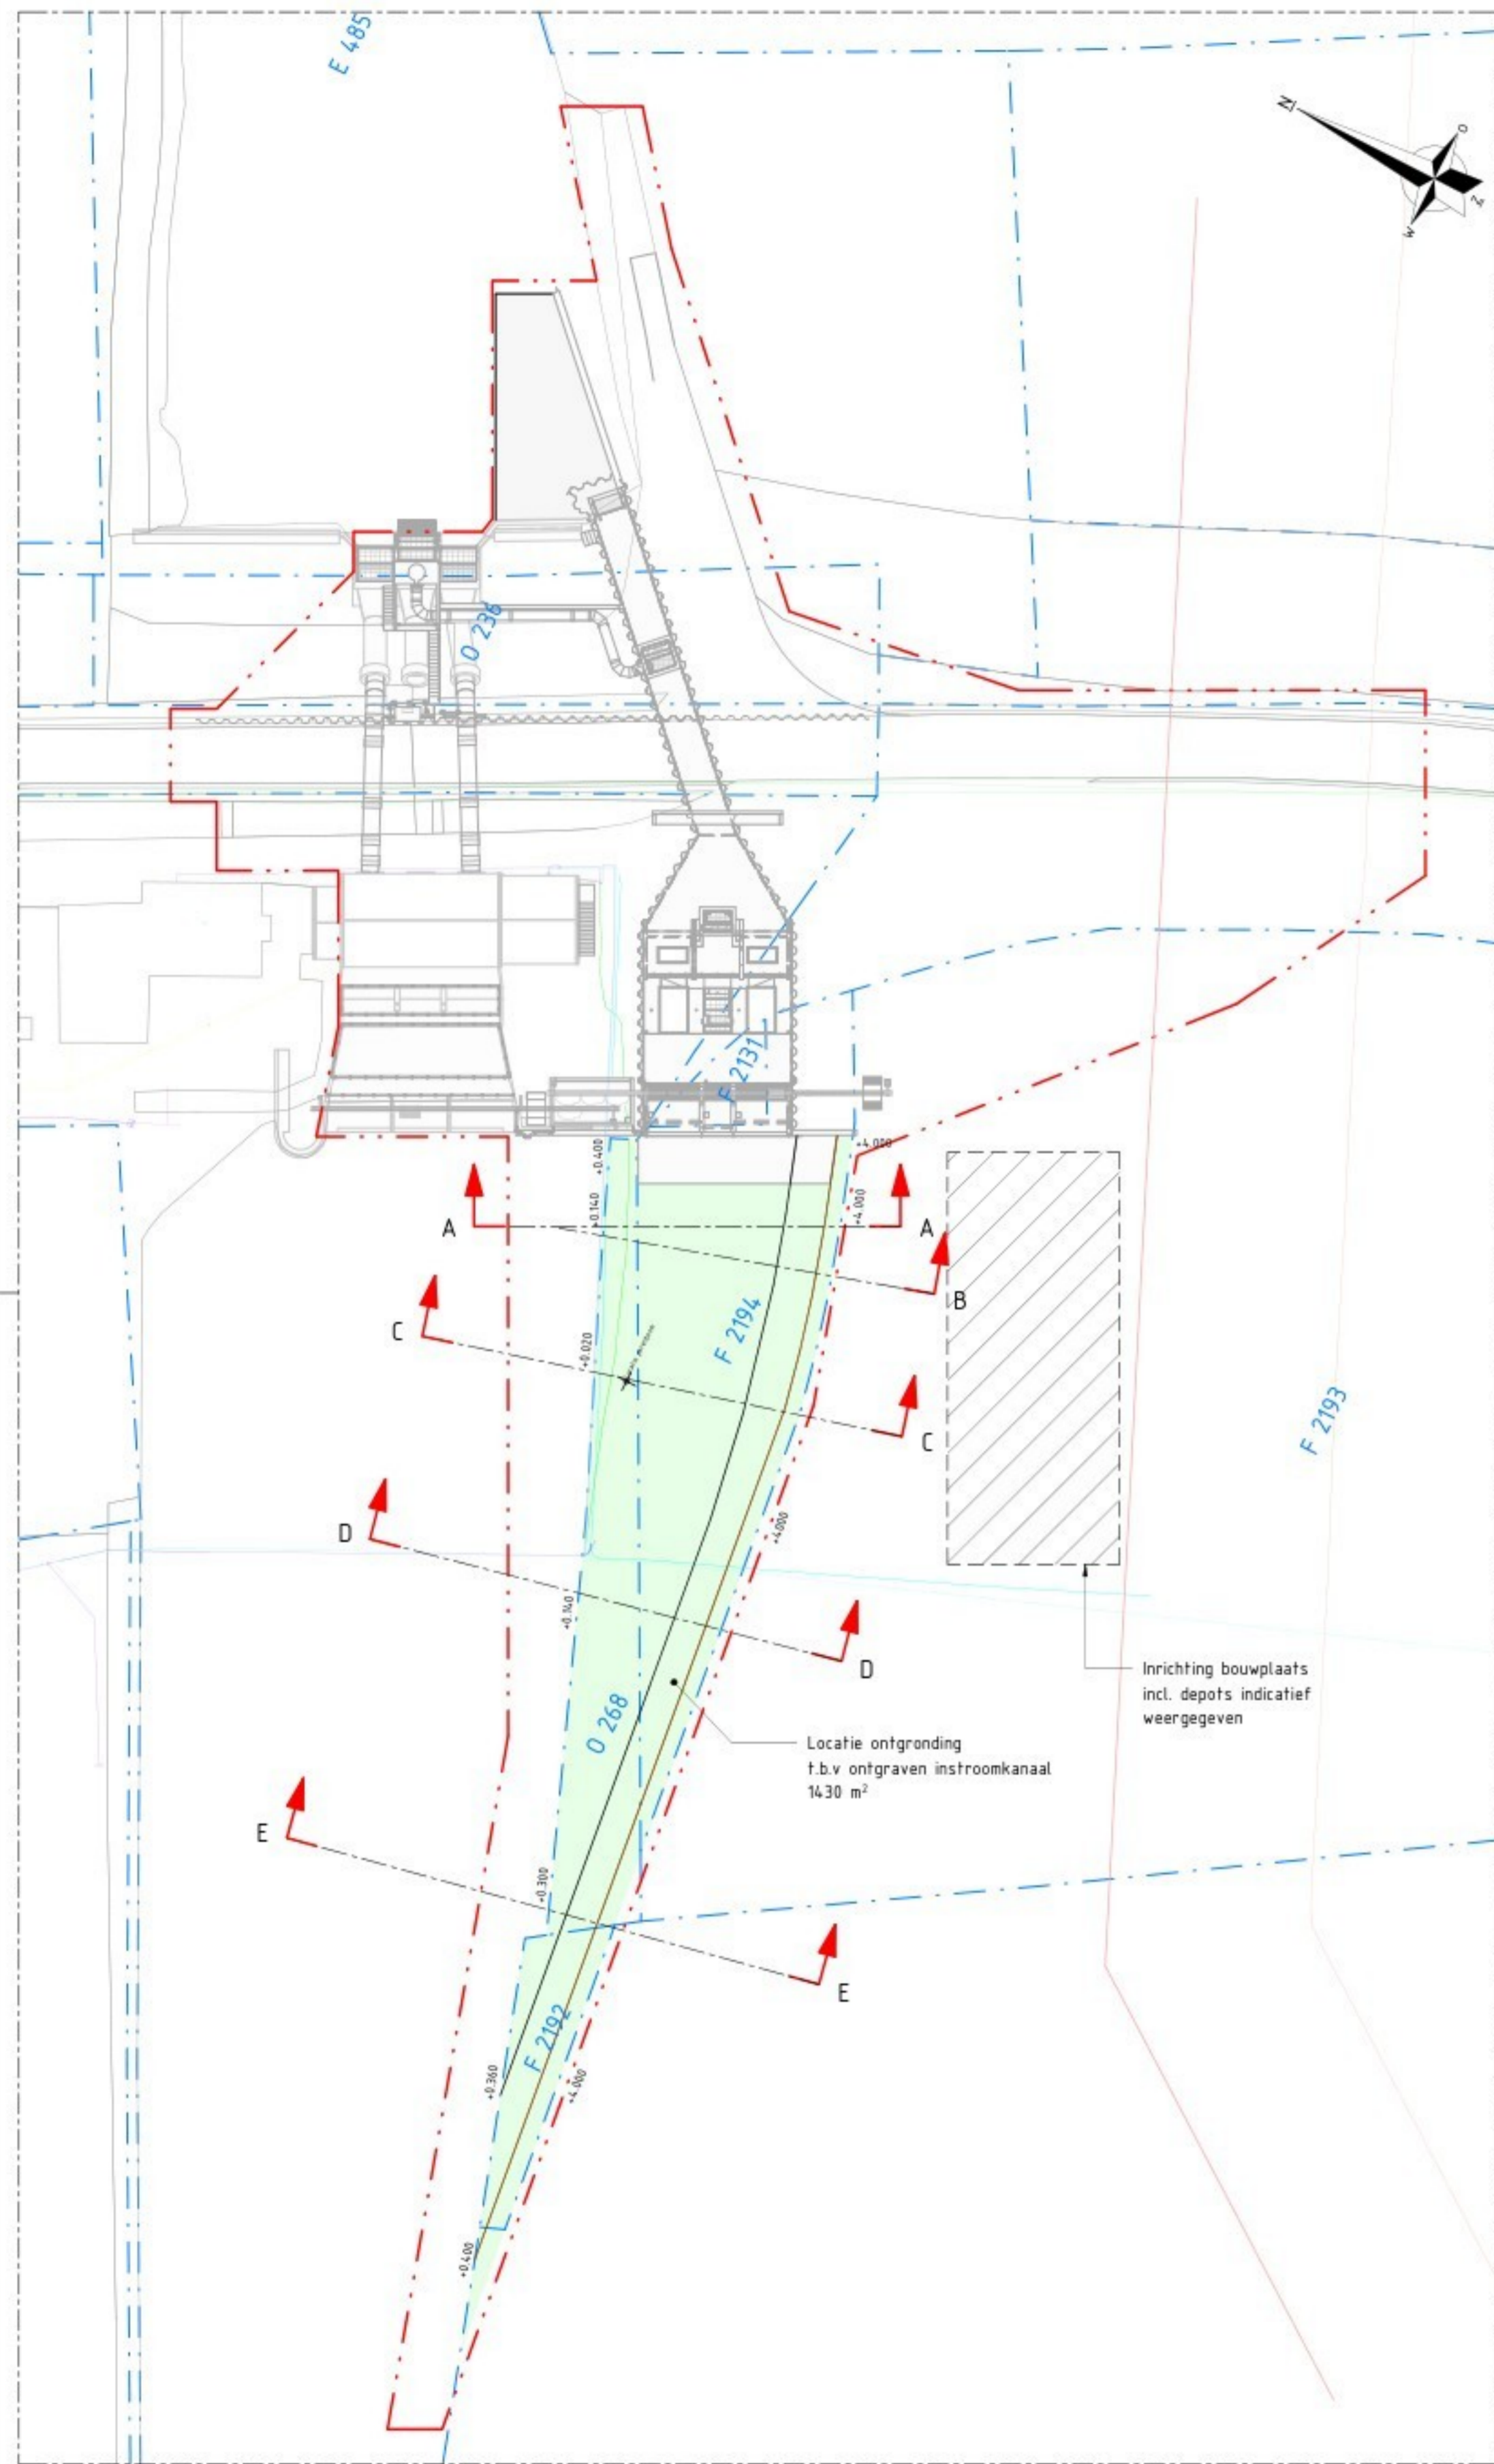 E 485
N
O
Z
W
O 236
F 2131
+4.000
+0.400
+0.140
+4.000
A
A
B
F 2194
C
+0.020
C
F 2193
D
+4.000
+0.140
D
Inrichting bouwplaats
incl. depots indicatief
weergegeven
O 268
Locatie ontgronding
t.b.v ontgraven instroomkanaal
1430 m²
E
+0.300
E
F 2192
+0.360
+4.000
+0.400